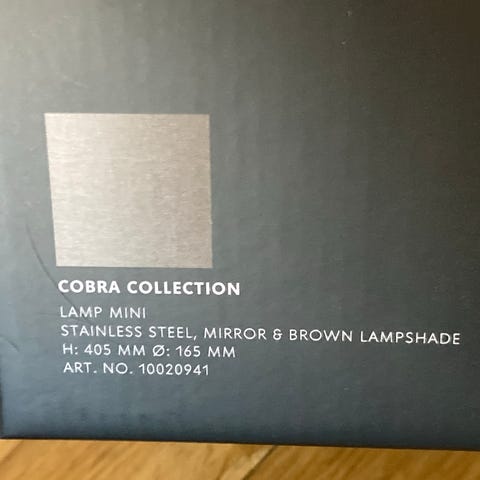 COBRA COLLECTION
LAMP MINI
STAINLESS STEEL, MIRROR & BROWN LAMPSHADE
H: 405 MM Ø: 165 MM
ART. NO. 10020941